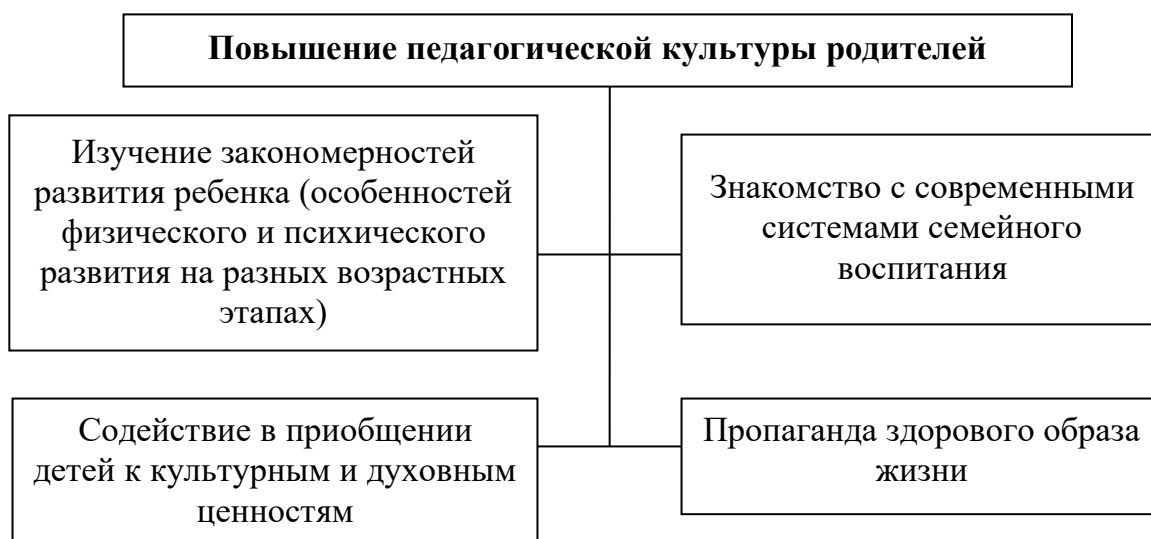 Повышение педагогической культуры родителей
Изучение закономерностей
развития ребенка (особенностей
физического и психического
развития на разных возрастных
этапах)
Знакомство с современными
системами семейного
воспитания
Содействие в приобщении
детей к культурным и духовным
ценностям
Пропаганда здорового образа
жизни